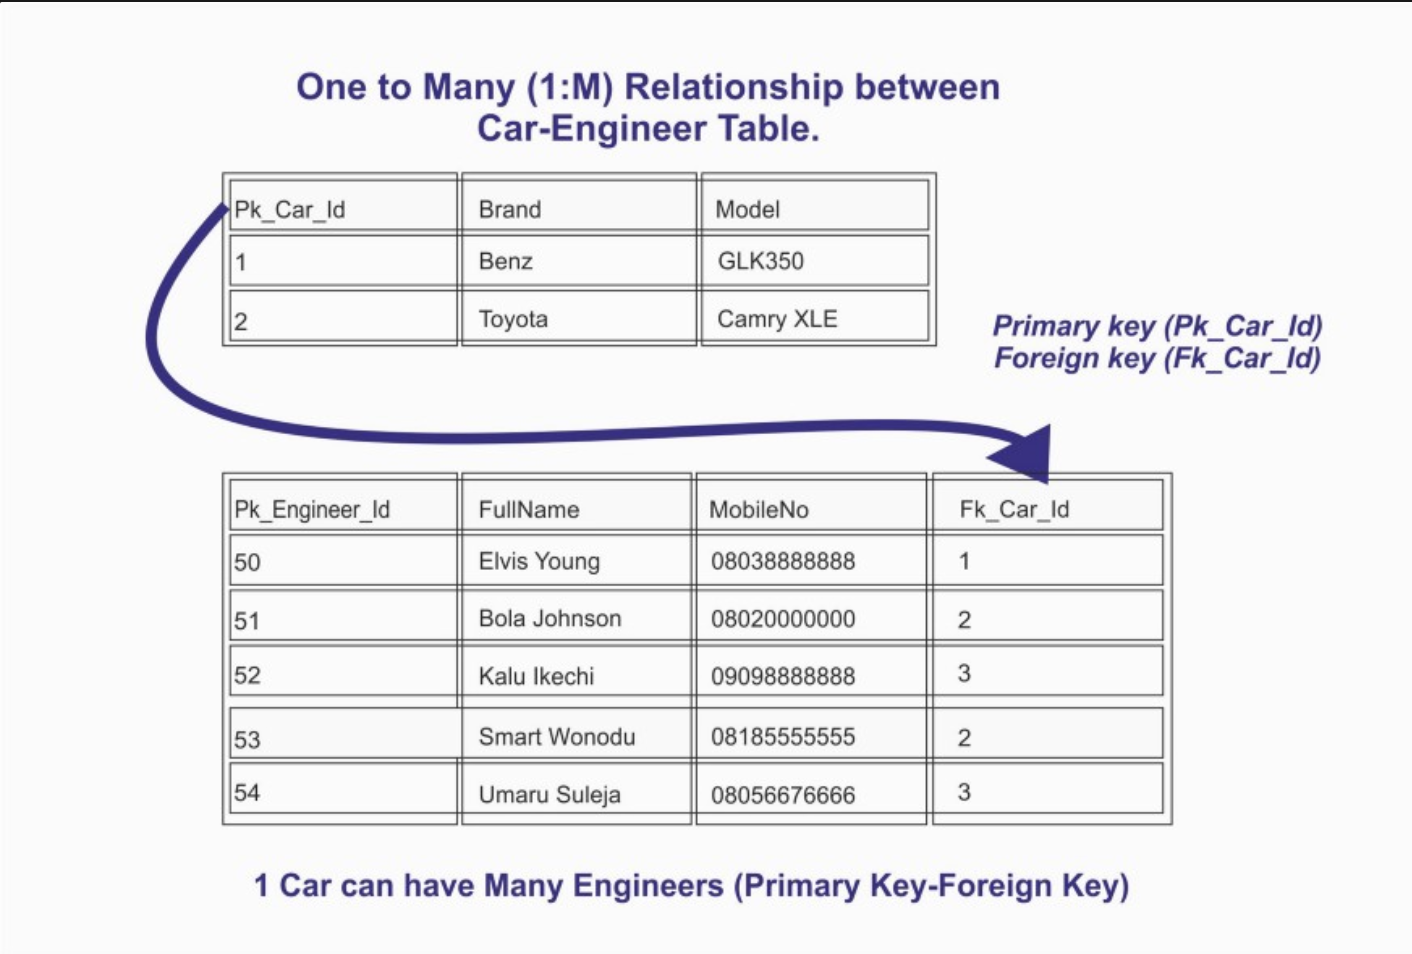 One to Many (1:M) Relationship between
Car-Engineer Table.
Pk_Car_Id Brand Model
1 Benz GLK350
2 Toyota Camry XLE
Primary key (Pk_Car_Id)
Foreign key (Fk_Car_Id)
Pk_Engineer_Id FullName MobileNo Fk_Car_Id
50 Elvis Young 08038888888 1
51 Bola Johnson 08020000000 2
52 Kalu Ikechi 09098888888 3
53 Smart Wonodu 08185555555 2
54 Umaru Suleja 08056676666 3
1 Car can have Many Engineers (Primary Key-Foreign Key)